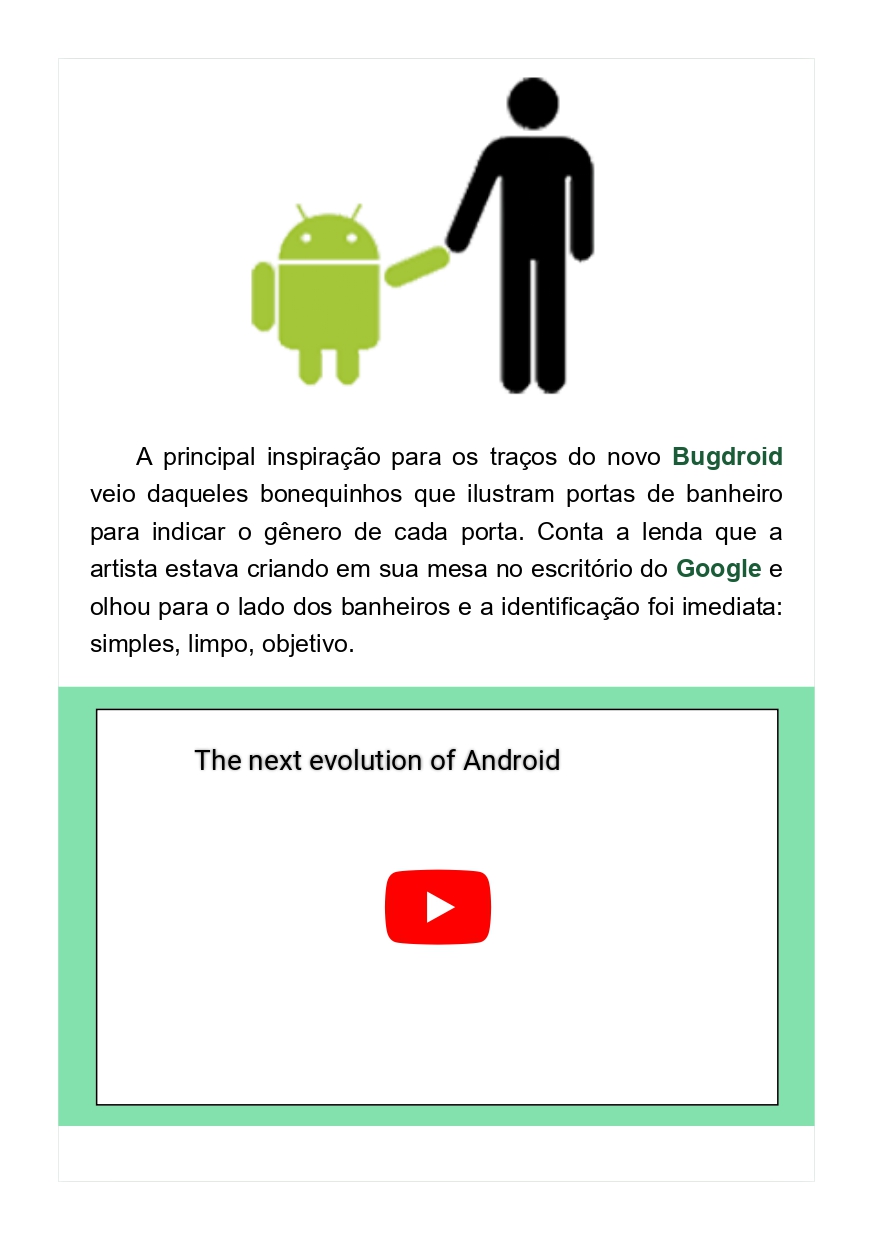 A principal inspiração para os traços do novo Bugdroid
veio daqueles bonequinhos que ilustram portas de banheiro
para indicar o gênero de cada porta. Conta a lenda que a
artista estava criando em sua mesa no escritório do Google e
olhou para o lado dos banheiros e a identificação foi imediata:
simples, limpo, objetivo.
The next evolution of Android